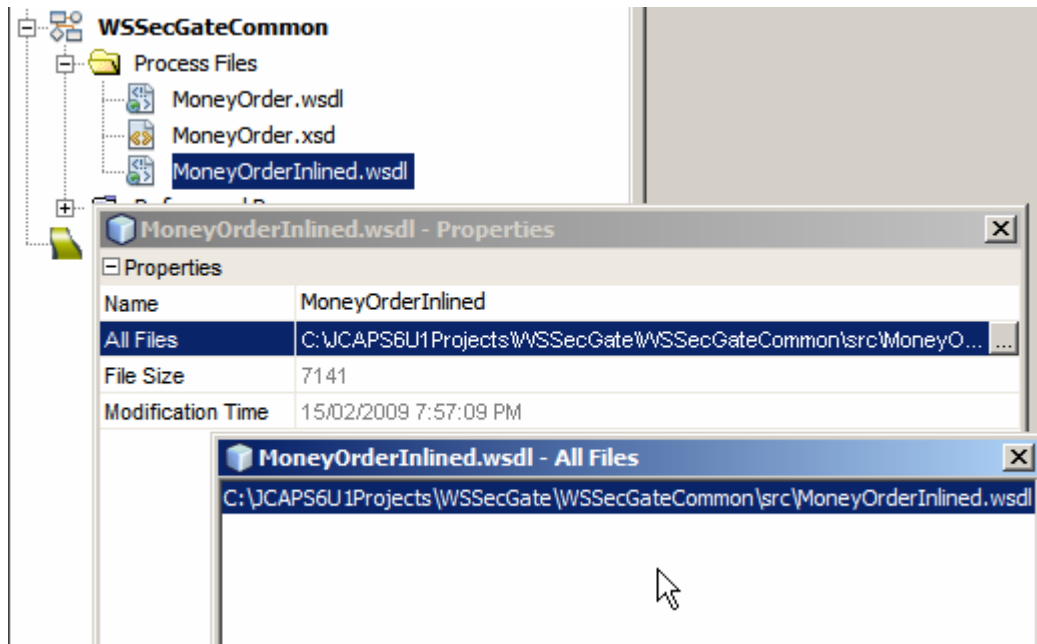 WSSecGateCommon
Process Files
MoneyOrder.wsdl
MoneyOrder.xsd
MoneyOrderInlined.wsdl
MoneyOrderInlined.wsdl - Properties
Properties
Name MoneyOrderInlined
All Files C:\JCAPS6U1Projects\WSSecGate\WSSecGateCommon\src\MoneyO... ...
File Size 7141
Modification Time 15/02/2009 7:57:09 PM
MoneyOrderInlined.wsdl - All Files
C:\JCAPS6U1Projects\WSSecGate\WSSecGateCommon\src\MoneyOrderInlined.wsdl